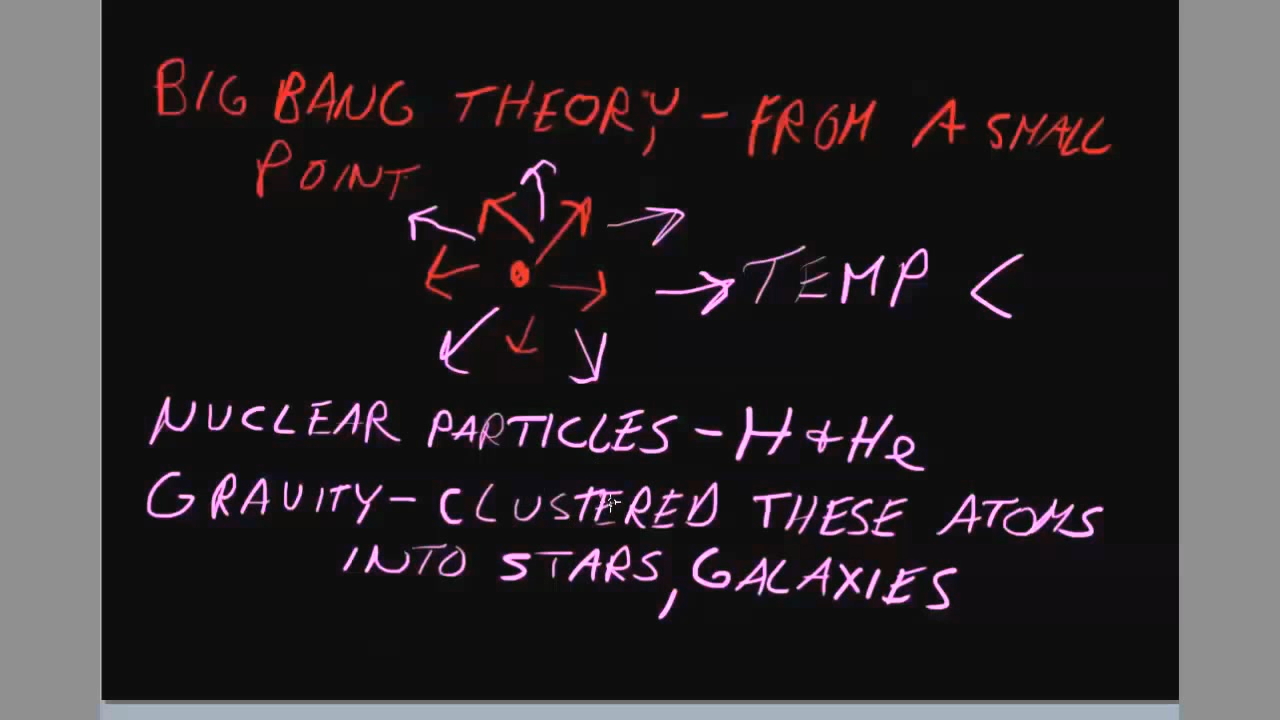 BIG BANG THEORY - FROM A SMALL
POINT
→ TEMP <
NUCLEAR PARTICLES - H & He
GRAVITY - CLUSTERED THESE ATOMS
INTO STARS, GALAXIES